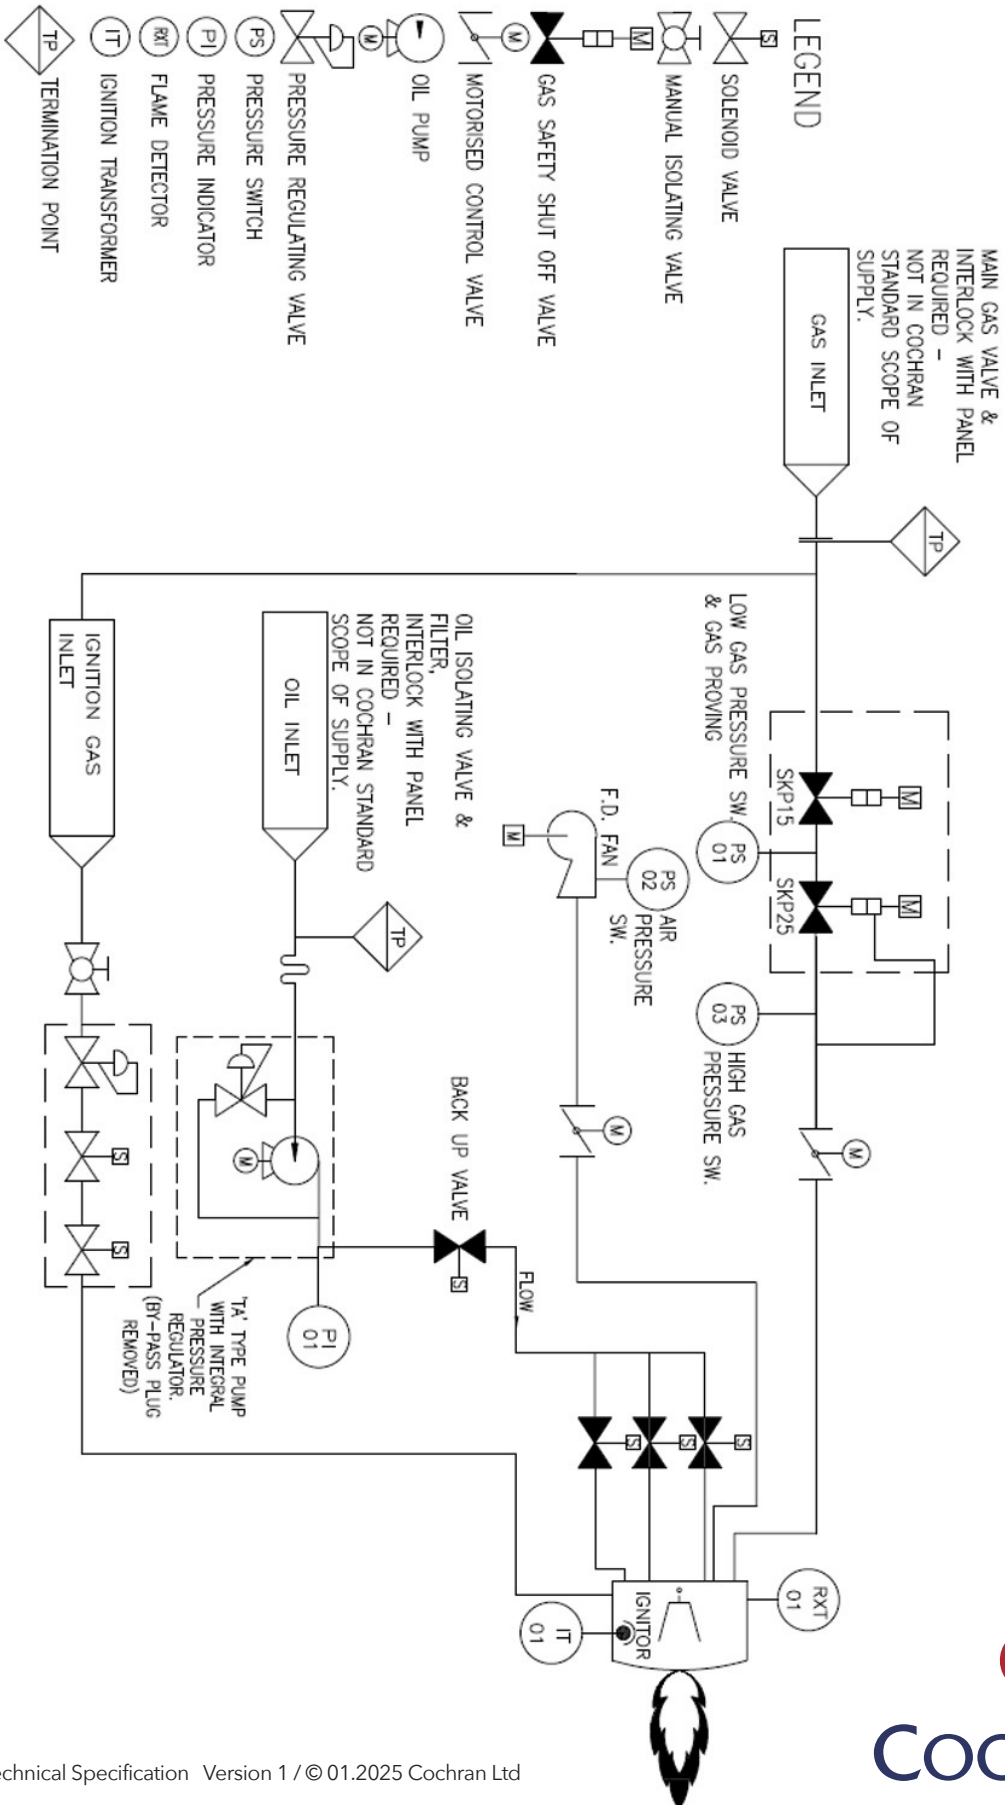 LEGEND
S
SOLENOID VALVE
MANUAL ISOLATING VALVE
M
GAS SAFETY SHUT OFF VALVE
M
MOTORISED CONTROL VALVE
M
OIL PUMP
PRESSURE REGULATING VALVE
PS
PRESSURE SWITCH
PI
PRESSURE INDICATOR
RXT
FLAME DETECTOR
IT
IGNITION TRANSFORMER
TP
TERMINATION POINT
MAIN GAS VALVE &
INTERLOCK WITH PANEL
REQUIRED –
NOT IN COCHRAN
STANDARD SCOPE OF
SUPPLY.
GAS INLET
TP
LOW GAS PRESSURE SW.
& GAS PROVING
M
SKP15
PS
01
M
SKP25
PS
03
HIGH GAS
PRESSURE SW.
M
F.D. FAN
M
PS
02
AIR
PRESSURE
SW.
M
OIL ISOLATING VALVE &
FILTER,
INTERLOCK WITH PANEL
REQUIRED –
NOT IN COCHRAN STANDARD
SCOPE OF SUPPLY.
OIL INLET
TP
M
'TA' TYPE PUMP
WITH INTEGRAL
PRESSURE
REGULATOR.
(BY-PASS PLUG
REMOVED)
PI
01
BACK UP VALVE
S
FLOW
S
S
S
IGNITION GAS
INLET
S
S
RXT
01
IGNITOR
IT
01
echnical Specification Version 1 / © 01.2025 Cochran Ltd
Coc